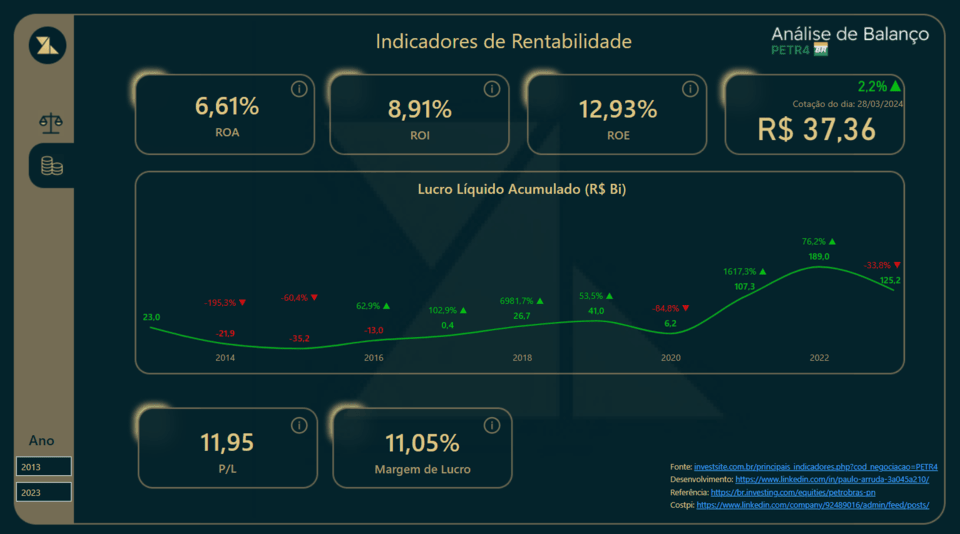 Indicadores de Rentabilidade
Análise de Balanço
PETR4 BR
6,61%
ROA
8,91%
ROI
12,93%
ROE
2,2% ▲
Cotação do dia: 28/03/2024
R$ 37,36
Lucro Líquido Acumulado (R$ Bi)
23,0
-195,3% ▼
-21,9
-60,4% ▼
-35,2
62,9% ▲
-13,0
102,9% ▲
0,4
6981,7% ▲
26,7
53,5% ▲
41,0
-84,8% ▼
6,2
1617,3% ▲
107,3
76,2% ▲
189,0
-33,8% ▼
125,2
2014
2016
2018
2020
2022
11,95
P/L
11,05%
Margem de Lucro
Ano
2013
2023
Fonte: investsite.com.br/principais_indicadores.php?cod_negociacao=PETR4
Desenvolvimento: https://www.linkedin.com/in/paulo-arruda-3a045a210/
Referência: https://br.investing.com/equities/petrobras-pn
Costpi: https://www.linkedin.com/company/92489016/admin/feed/posts/